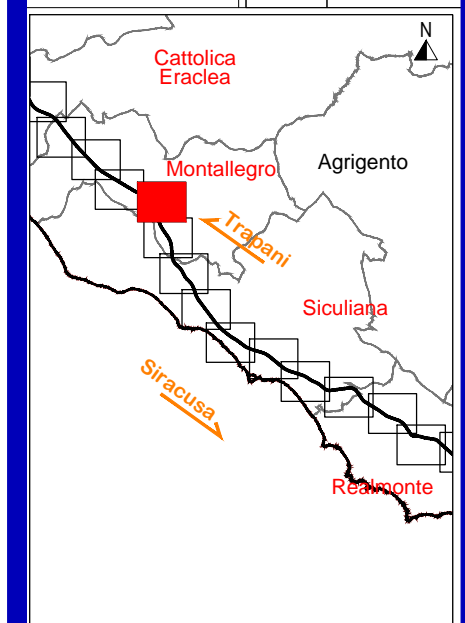 N
Cattolica
Eraclea
Montallegro
Agrigento
Trapani
Siculiana
Siracusa
Realmonte